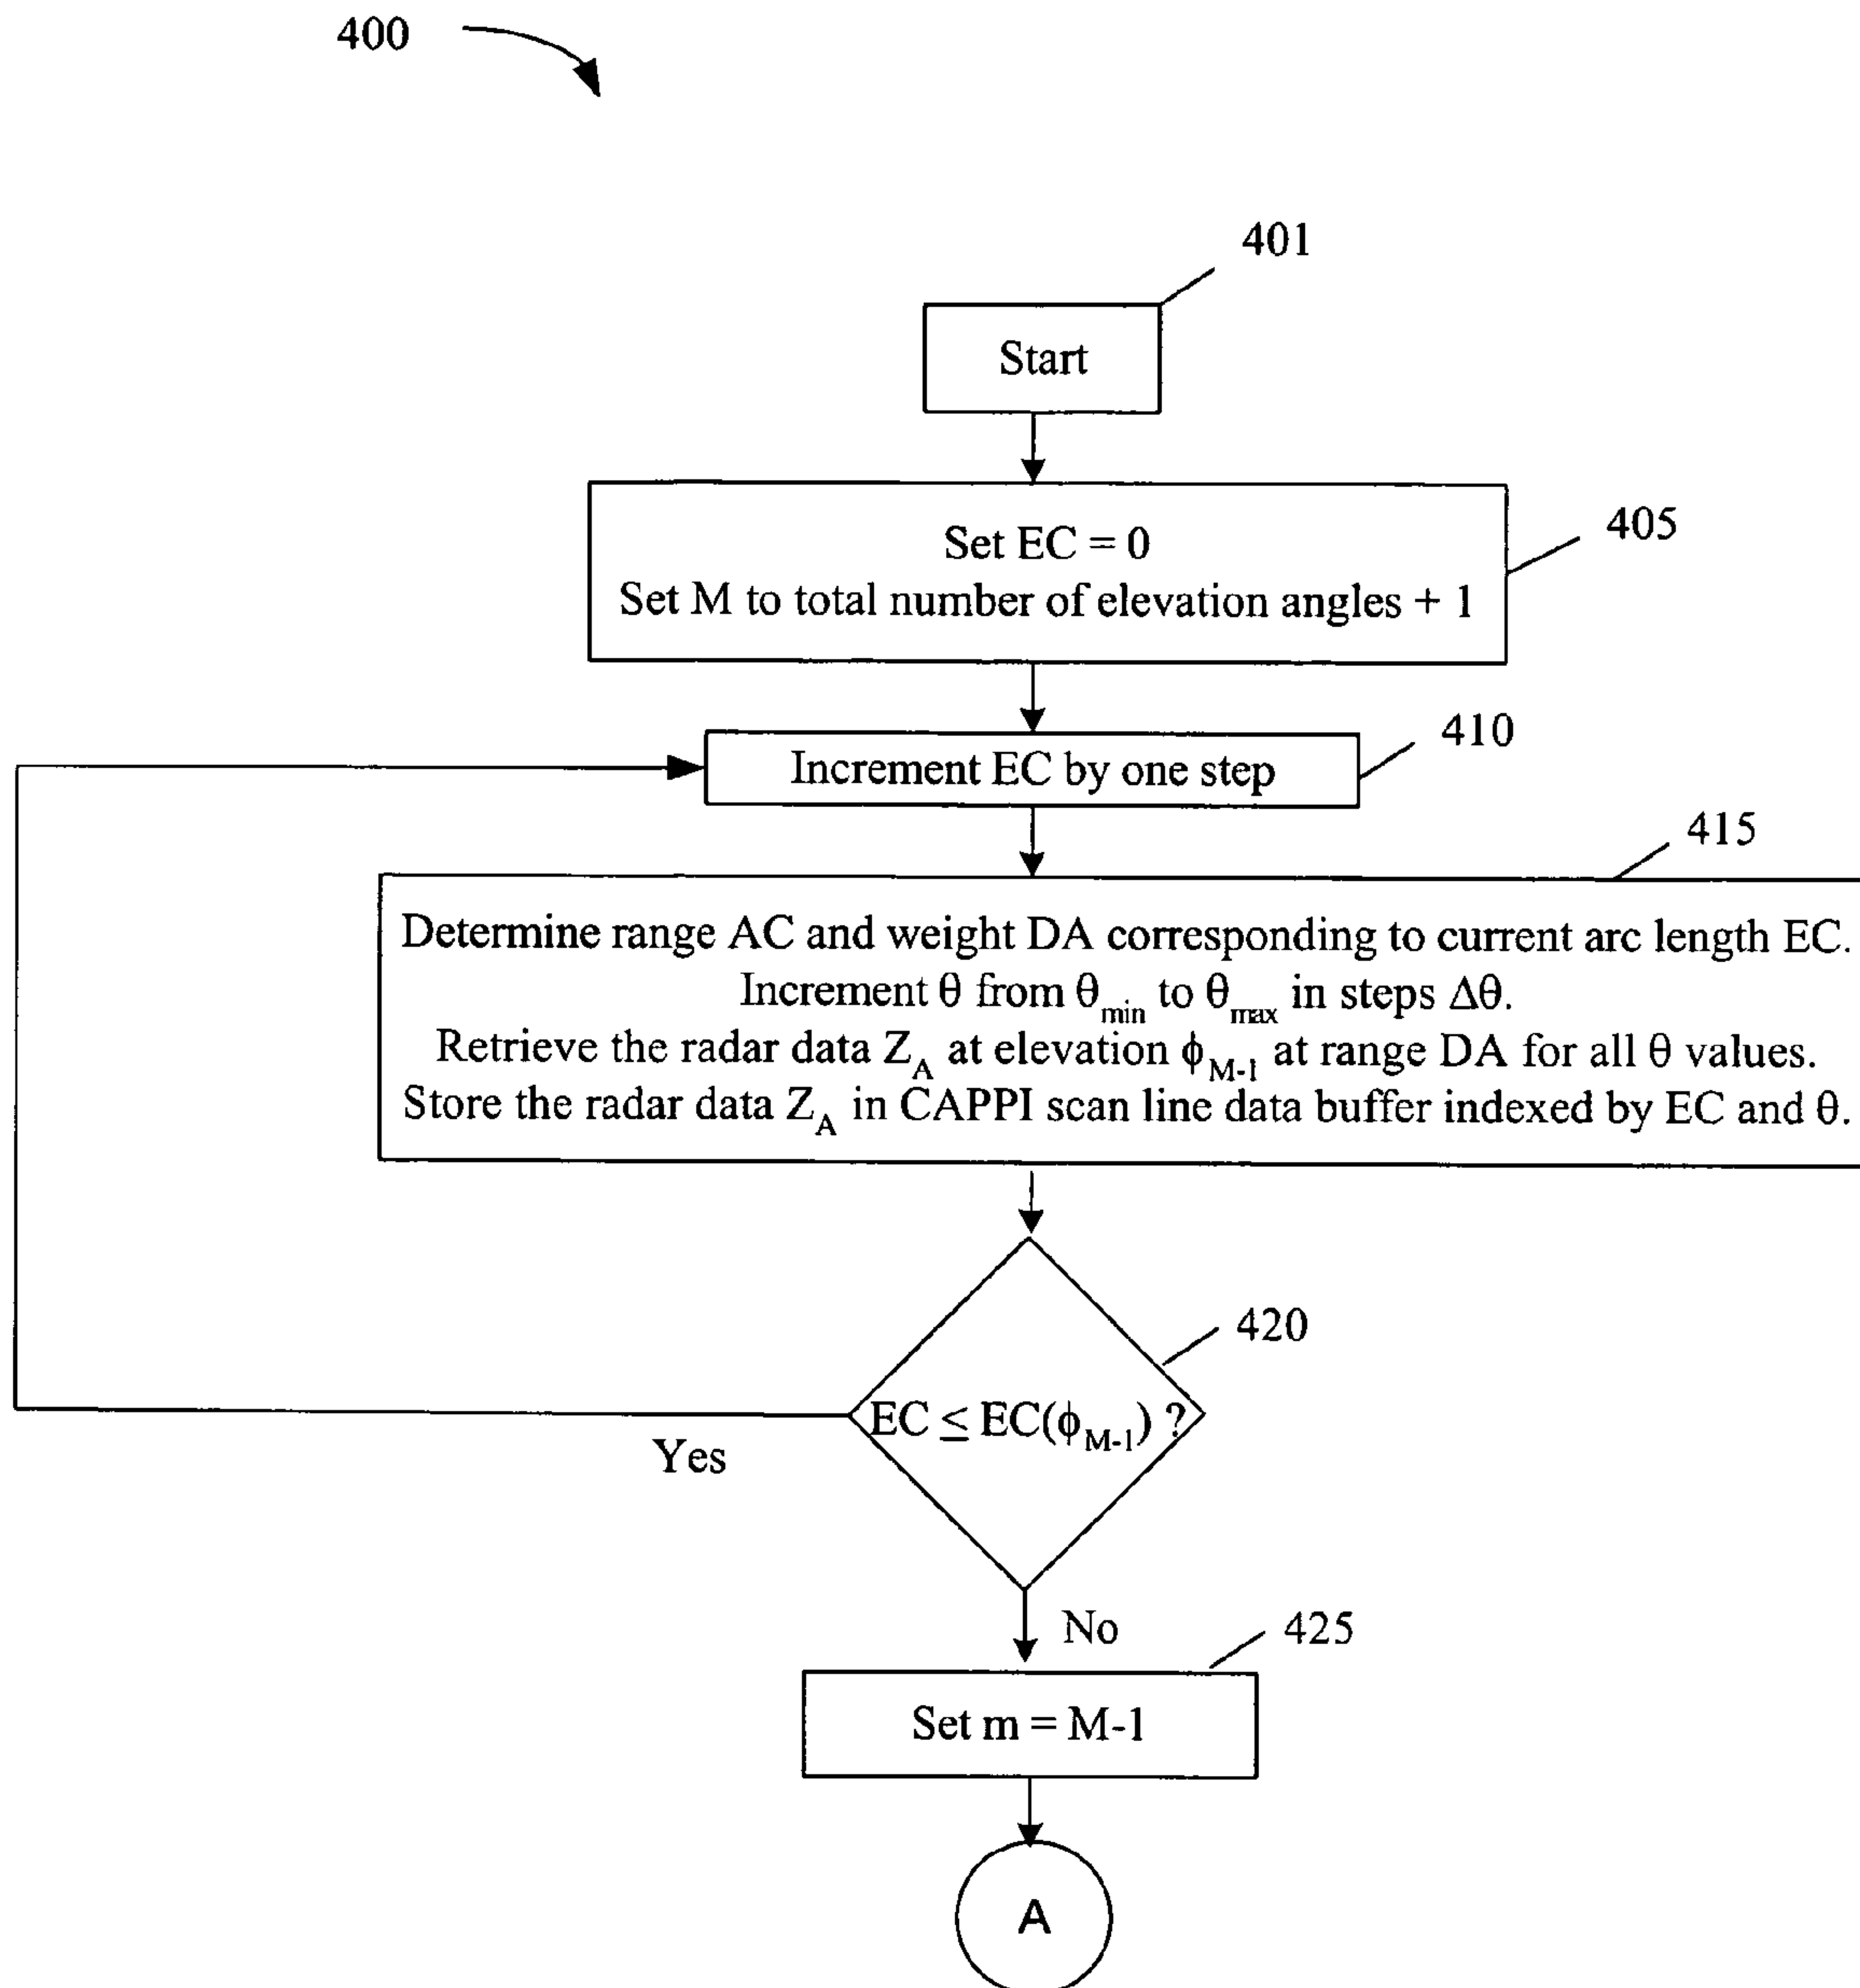 400
401
Start
405
Set EC = 0
Set M to total number of elevation angles + 1
410
Increment EC by one step
415
Determine range AC and weight DA corresponding to current arc length EC.
Increment θ from θmin to θmax in steps Δθ.
Retrieve the radar data ZA at elevation ϕM-1 at range DA for all θ values.
Store the radar data ZA in CAPPI scan line data buffer indexed by EC and θ.
420
EC ≤ EC(ϕM-1) ?
Yes
No
425
Set m = M-1
A